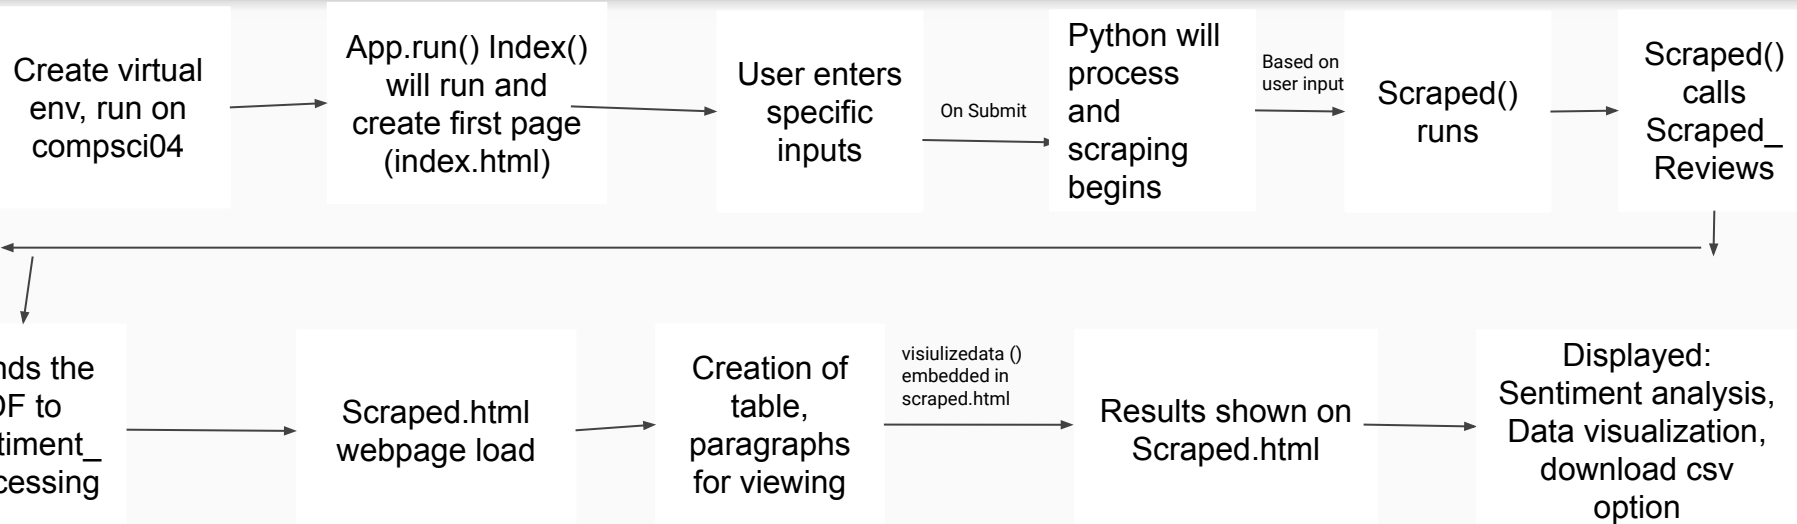 Create virtual
env, run on
compsci04
App.run() Index()
will run and
create first page
(index.html)
User enters
specific
inputs
On Submit
Python will
process
and
scraping
begins
Based on
user input
Scraped()
runs
Scraped()
calls
Scraped_
Reviews
nds the
DF to
timent_
cessing
Scraped.html
webpage load
Creation of
table,
paragraphs
for viewing
visiulizedata ()
embedded in
scraped.html
Results shown on
Scraped.html
Displayed:
Sentiment analysis,
Data visualization,
download csv
option